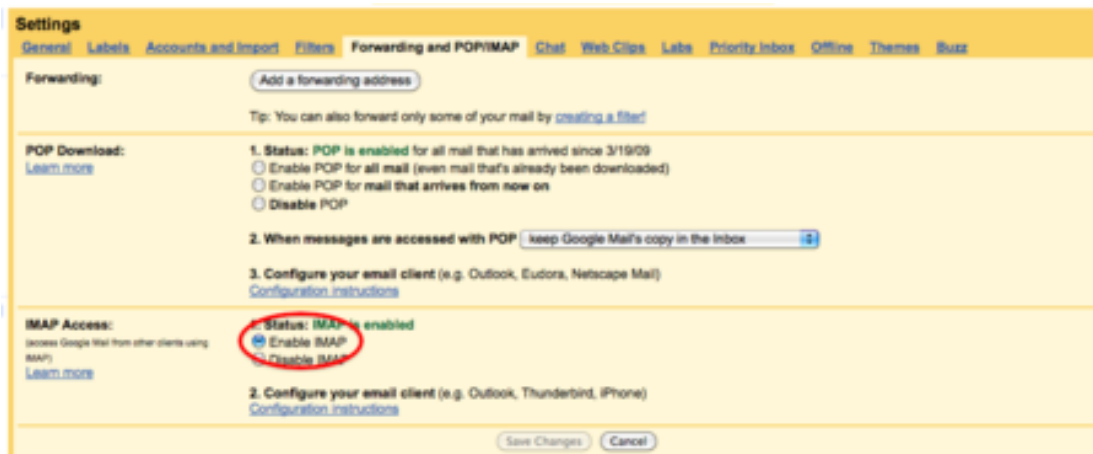 Settings
General Labels Accounts and Import Filters Forwarding and POP/IMAP Chat Web Clips Labs Priority Inbox Offline Themes Buzz
Forwarding:
Add a forwarding address
Tip: You can also forward only some of your mail by creating a filter!
POP Download:
Learn more
1. Status: POP is enabled for all mail that has arrived since 3/19/09
Enable POP for all mail (even mail that's already been downloaded)
Enable POP for mail that arrives from now on
Disable POP
2. When messages are accessed with POP keep Google Mail's copy in the Inbox
3. Configure your email client (e.g. Outlook, Eudora, Netscape Mail)
Configuration instructions
IMAP Access:
(access Google Mail from other clients using
IMAP)
Learn more
1. Status: IMAP is enabled
Enable IMAP
Disable IMAP
2. Configure your email client (e.g. Outlook, Thunderbird, iPhone)
Configuration instructions
Save Changes Cancel